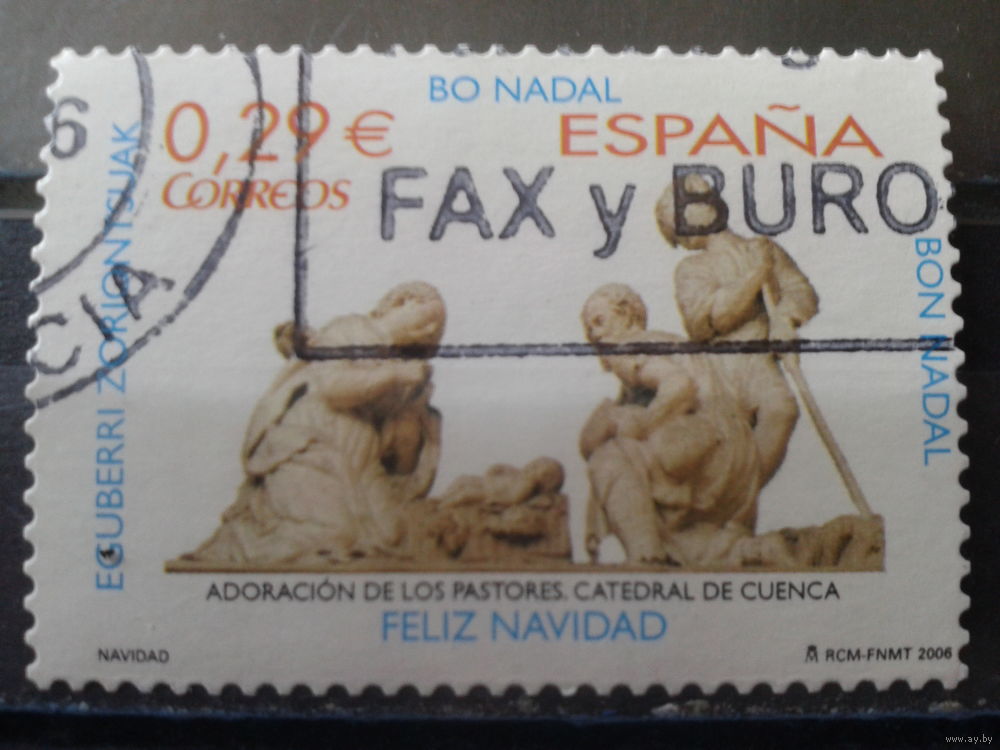 BO NADAL
0,29 €
ESPAÑA
CORREOS
6
CIA
FAX y BURO
EGUBERRI ZORIONTSUAK
BON NADAL
ADORACIÓN DE LOS PASTORES. CATEDRAL DE CUENCA
FELIZ NAVIDAD
NAVIDAD
RCM-FNMT 2006
www.ay.by